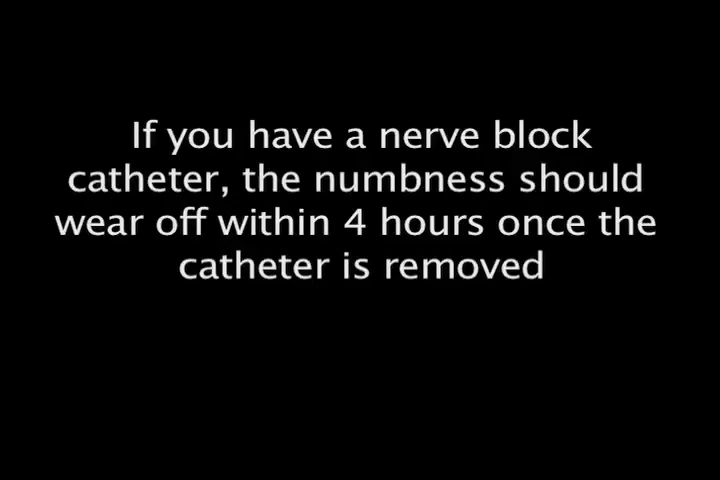 If you have a nerve block
catheter, the numbness should
wear off within 4 hours once the
catheter is removed